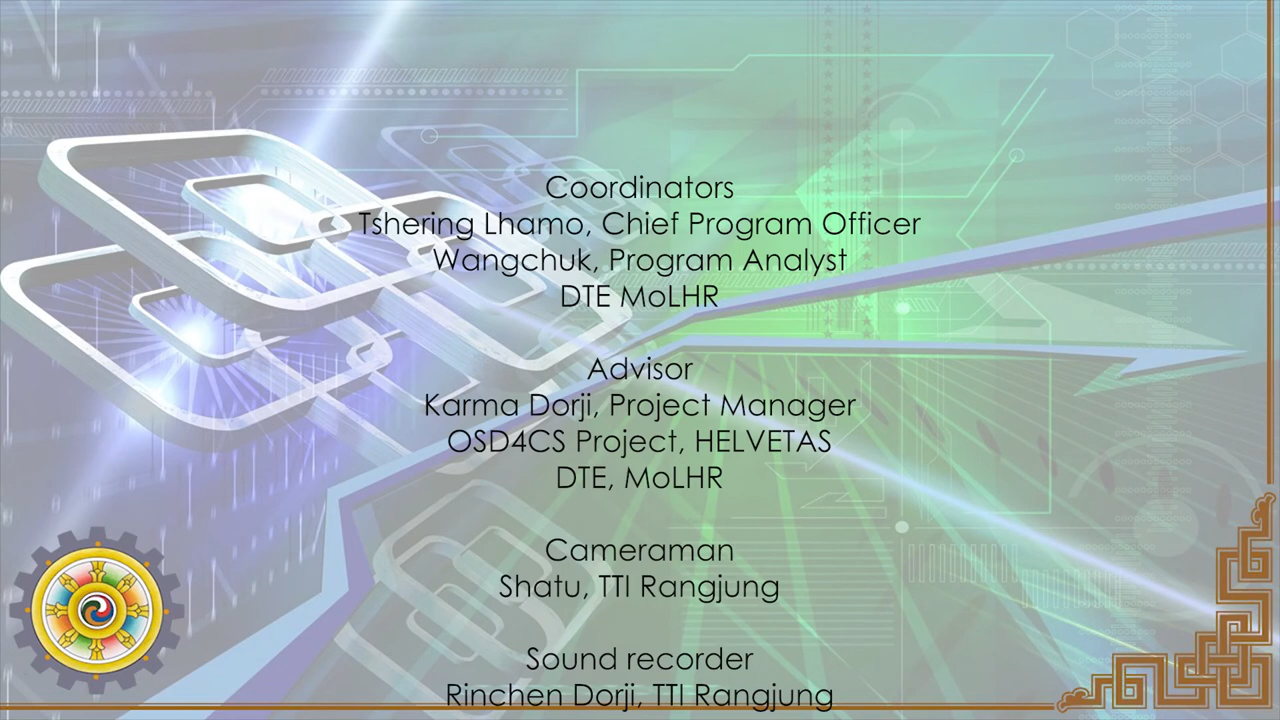 Coordinators
Tshering Lhamo, Chief Program Officer
Wangchuk, Program Analyst
DTE MoLHR
Advisor
Karma Dorji, Project Manager
OSD4CS Project, HELVETAS
DTE, MoLHR
Cameraman
Shatu, TTI Rangjung
Sound recorder
Rinchen Dorji, TTI Rangjung